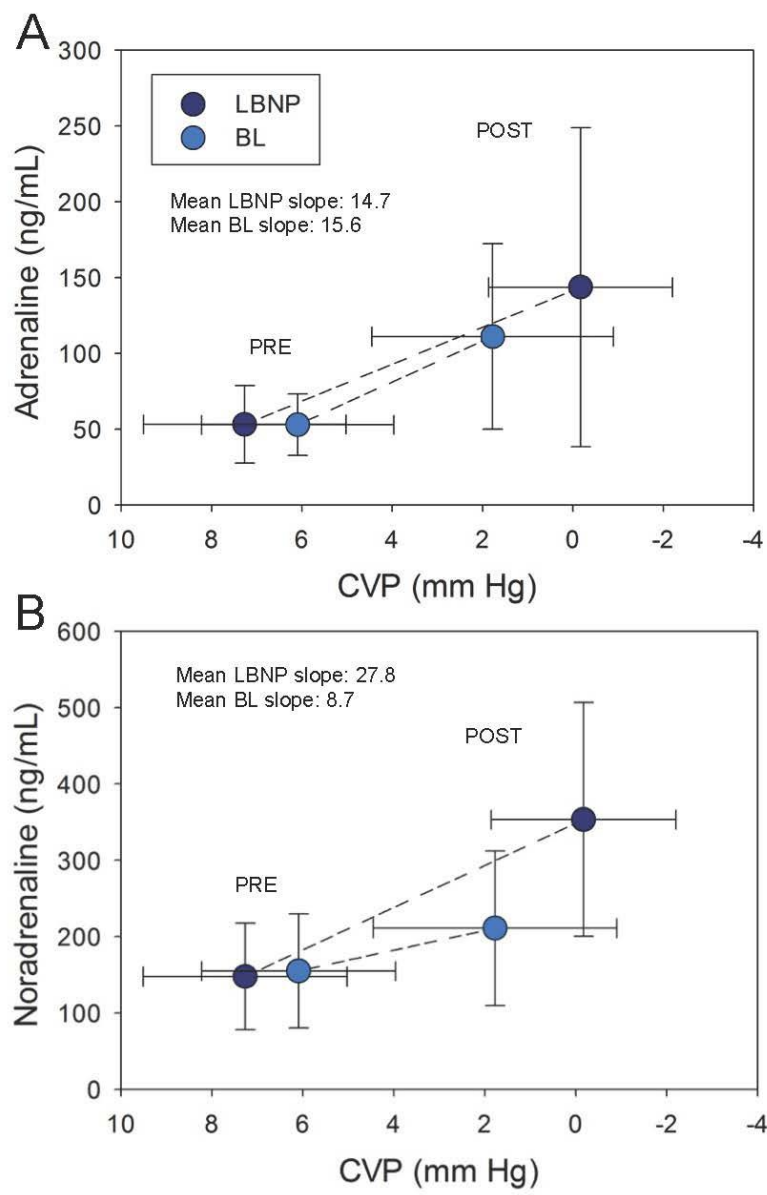 A
300
250
200
150
100
50
0
Adrenaline (ng/mL)
LBNP
BL
Mean LBNP slope: 14.7
Mean BL slope: 15.6
PRE
POST
10 8 6 4 2 0 -2 -4
CVP (mm Hg)
B
600
500
400
300
200
100
0
Noradrenaline (ng/mL)
Mean LBNP slope: 27.8
Mean BL slope: 8.7
PRE
POST
10 8 6 4 2 0 -2 -4
CVP (mm Hg)